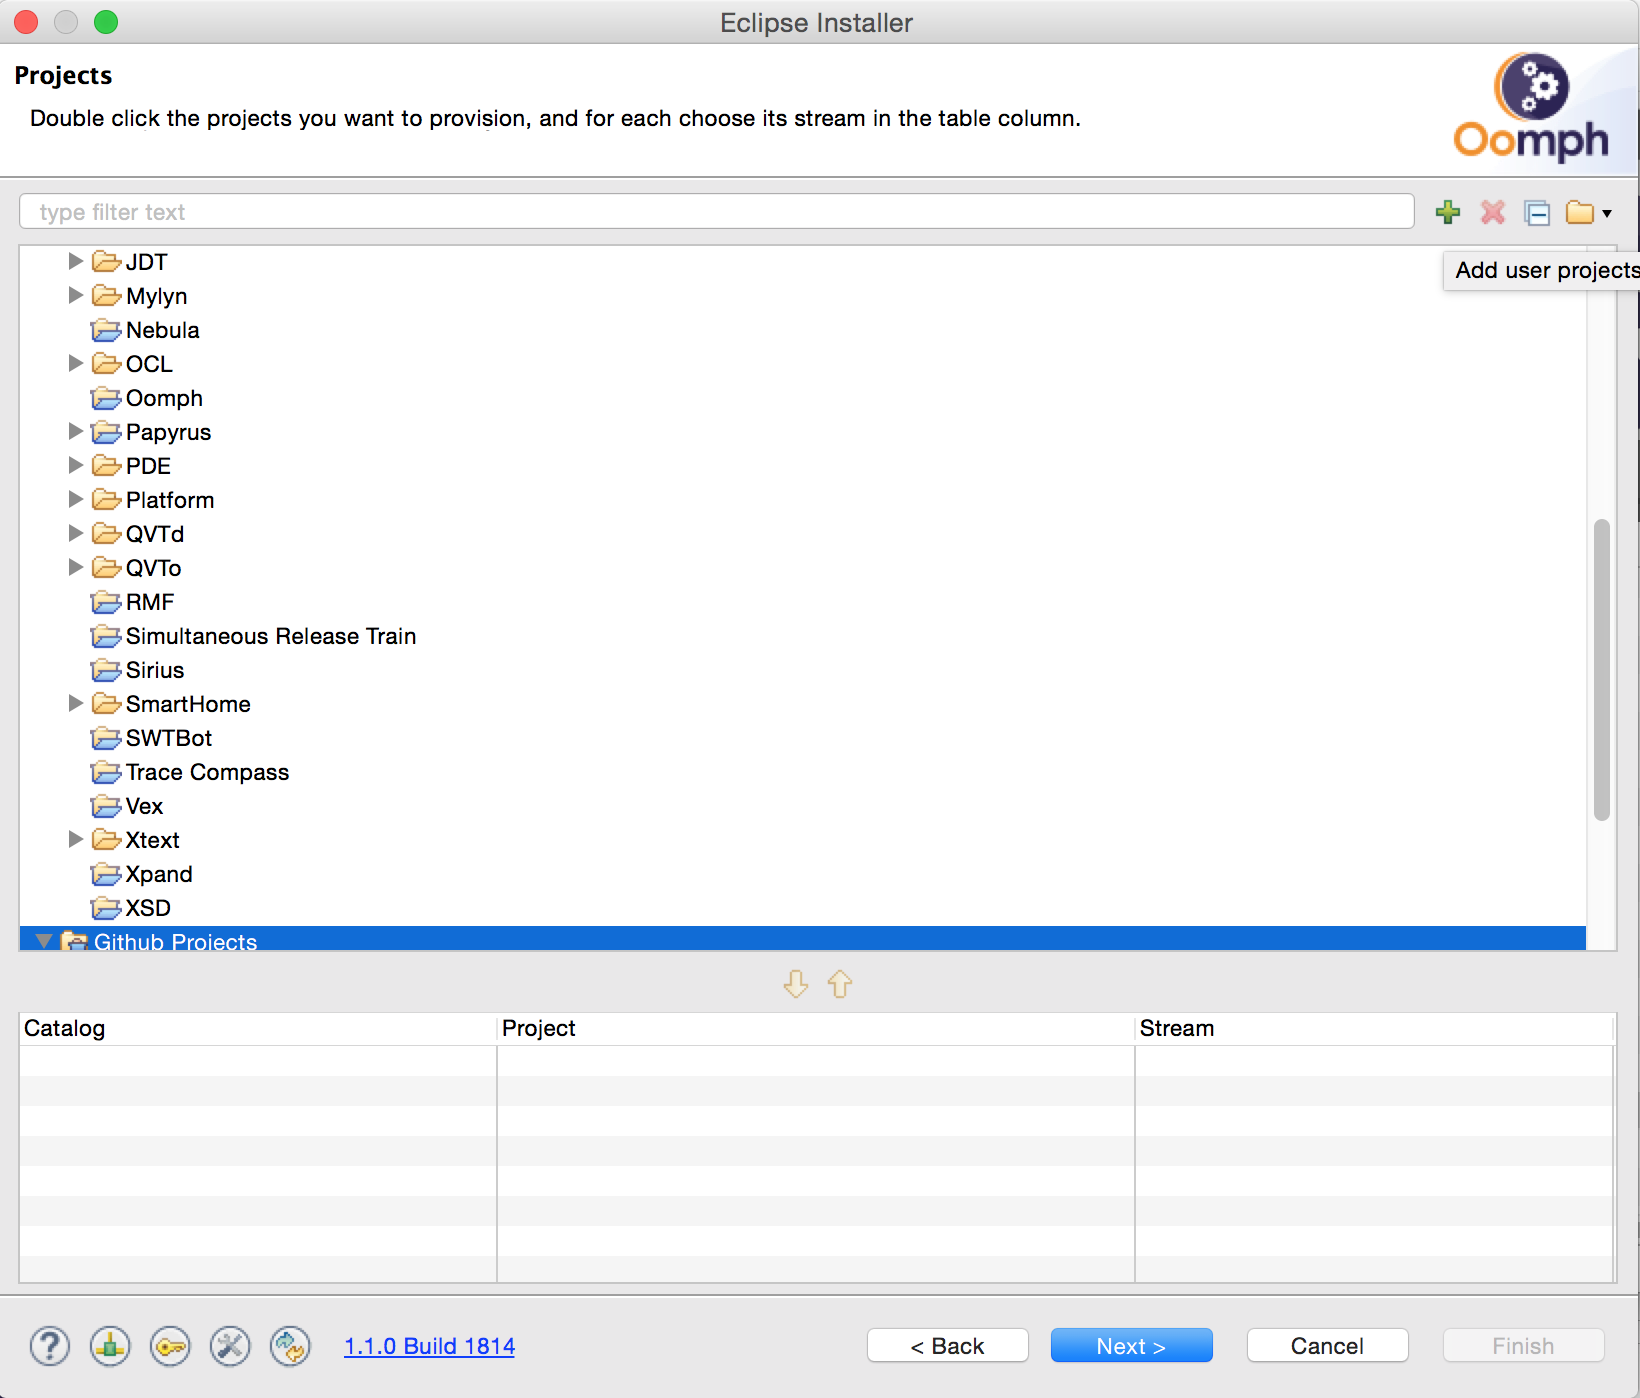 Eclipse Installer
Projects
Double click the projects you want to provision, and for each choose its stream in the table column.
Oomph
type filter text
Add user projects
JDT
Mylyn
Nebula
OCL
Oomph
Papyrus
PDE
Platform
QVTd
QVTo
RMF
Simultaneous Release Train
Sirius
SmartHome
SWTBot
Trace Compass
Vex
Xtext
Xpand
XSD
Github Projects
Catalog Project Stream
? 1.1.0 Build 1814 < Back Next > Cancel Finish